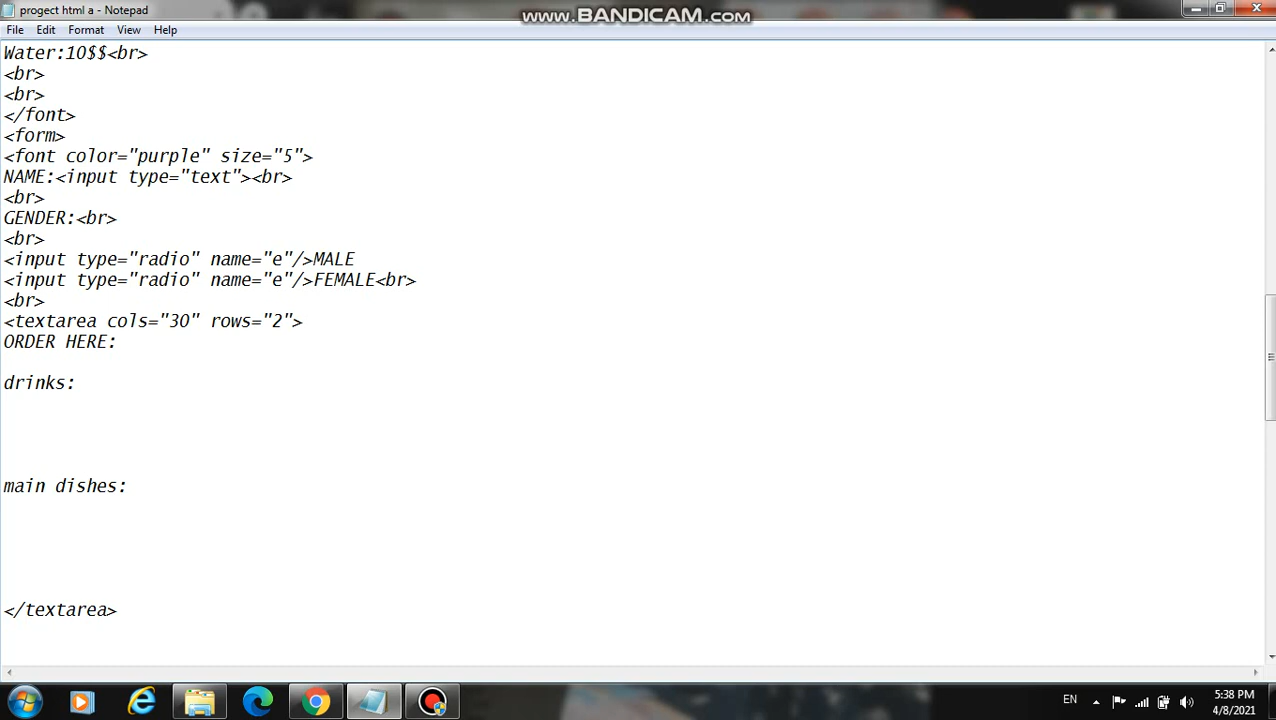 progect html a - Notepad
www.BANDICAM.com
File Edit Format View Help
Water:10$$<br>
<br>
<br>
</font>
<form>
<font color="purple" size="5">
NAME:<input type="text"><br>
<br>
GENDER:<br>
<br>
<input type="radio" name="e"/>MALE
<input type="radio" name="e"/>FEMALE<br>
<br>
<textarea cols="30" rows="2">
ORDER HERE:
drinks:
main dishes:
</textarea>
EN
5:38 PM
4/8/2021